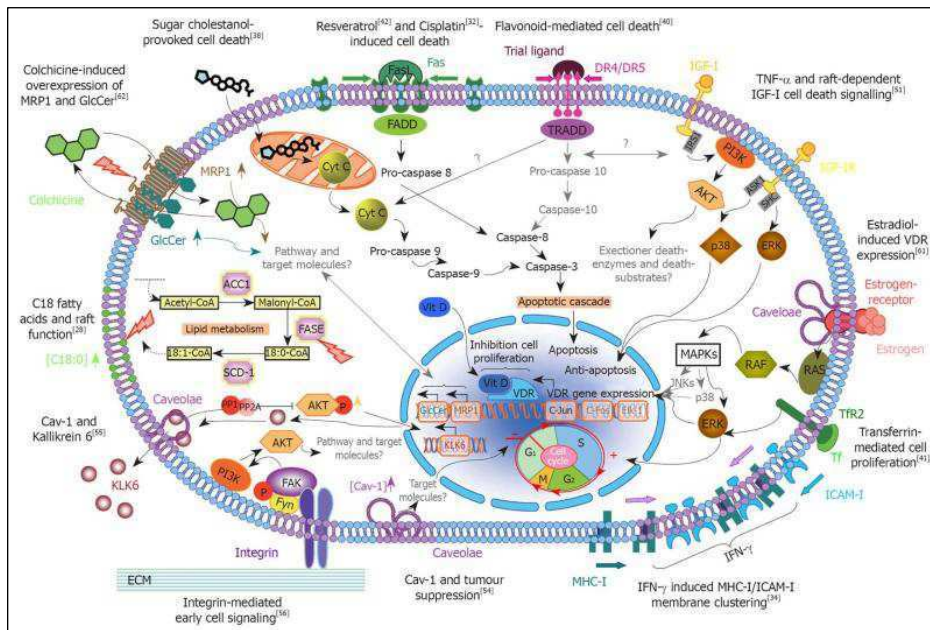 Sugar cholestanol-
provoked cell death[38]
Resveratrol[42] and Cisplatin[32]-
induced cell death
Flavonoid-mediated cell death[40]
Colchicine-induced
overexpression of
MRP1 and GlcCer[62]
FasL
Fas
Trial ligand
DR4/DR5
IGF-I
TNF-α and raft-dependent
IGF-I cell death signalling[51]
FADD
TRADD
IPS1
PI3K
IGF-IR
Cyt C
Pro-caspase 8
?
?
Pro-caspase 10
ASK1
SHC
MRP1
AKT
Colchicine
Cyt C
Caspase-10
GlcCer
Pathway and
target molecules?
Pro-caspase 9
Caspase-8
Exectioner death-
enzymes and death-
substrates?
p38
ERK
Estradiol-
induced VDR
expression[61]
Caspase-9
Caspase-3
ACC1
Acetyl-CoA
Malonyl-CoA
Vit D
Apoptotic cascade
Caveloae
Estrogen-
receptor
Estrogen
C18 fatty
acids and raft
function[28]
Lipid metabolism
FASE
[C18:0]
18:1-CoA
18:0-CoA
SCD-1
Inhibition cell
proliferation
Apoptosis
Anti-apoptosis
MAPKs
RAF
RAS
Vit D
VDR
VDR gene expression
JNKs
p38
Caveolae
PP1
PP2A
AKT
P
GlcCer
MRP1
C-Jun
C-Fos
Elk-1
ERK
TfR2
Tf
Cav-1 and
Kallikrein 6[55]
AKT
Pathway and target
molecules?
KLK6
G1
S
Cell
cycle
M
G2
–
+
Transferrin-
mediated cell
proliferation[41]
KLK6
PI3K
P
FAK
Fyn
[Cav-1]
Target
molecules?
ICAM-I
Integrin
Caveolae
MHC-I
IFN-γ
ECM
Integrin-mediated
early cell signaling[56]
Cav-1 and tumour
suppression[54]
IFN-γ induced MHC-I/ICAM-I
membrane clustering[34]